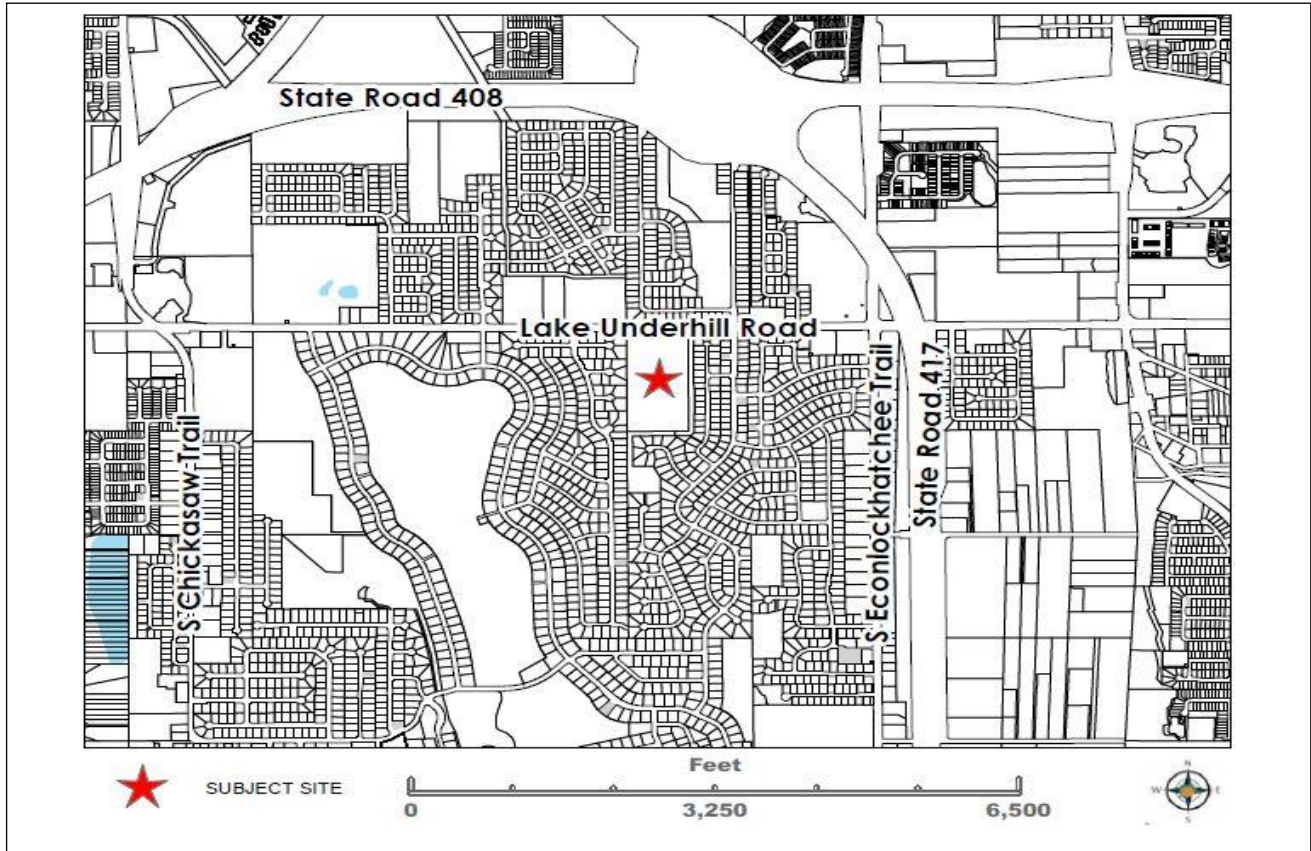 State Road 408
Lake Underhill Road
S Chickasaw Trail
S Econlockhatchee Trail
State Road 417
SUBJECT SITE
Feet
0
3,250
6,500
N
W
E
S